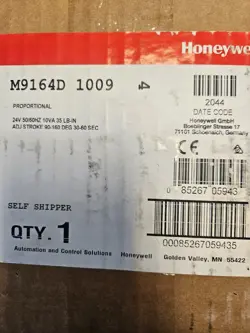 Honeywell
M9164D 1009
4
PROPORTIONAL
24V 50/60HZ 10VA 35 LB-IN
ADJ STROKE 90-160 DEG 30-60 SEC
2044
DATE CODE
Honeywell GmbH
Boeblinger Strasse 17
71101 Schoenaich, Germany
CE
0 85267 05943
SELF SHIPPER
QTY. 1
00085267059435
Automation and Control Solutions Honeywell Golden Valley, MN 55422